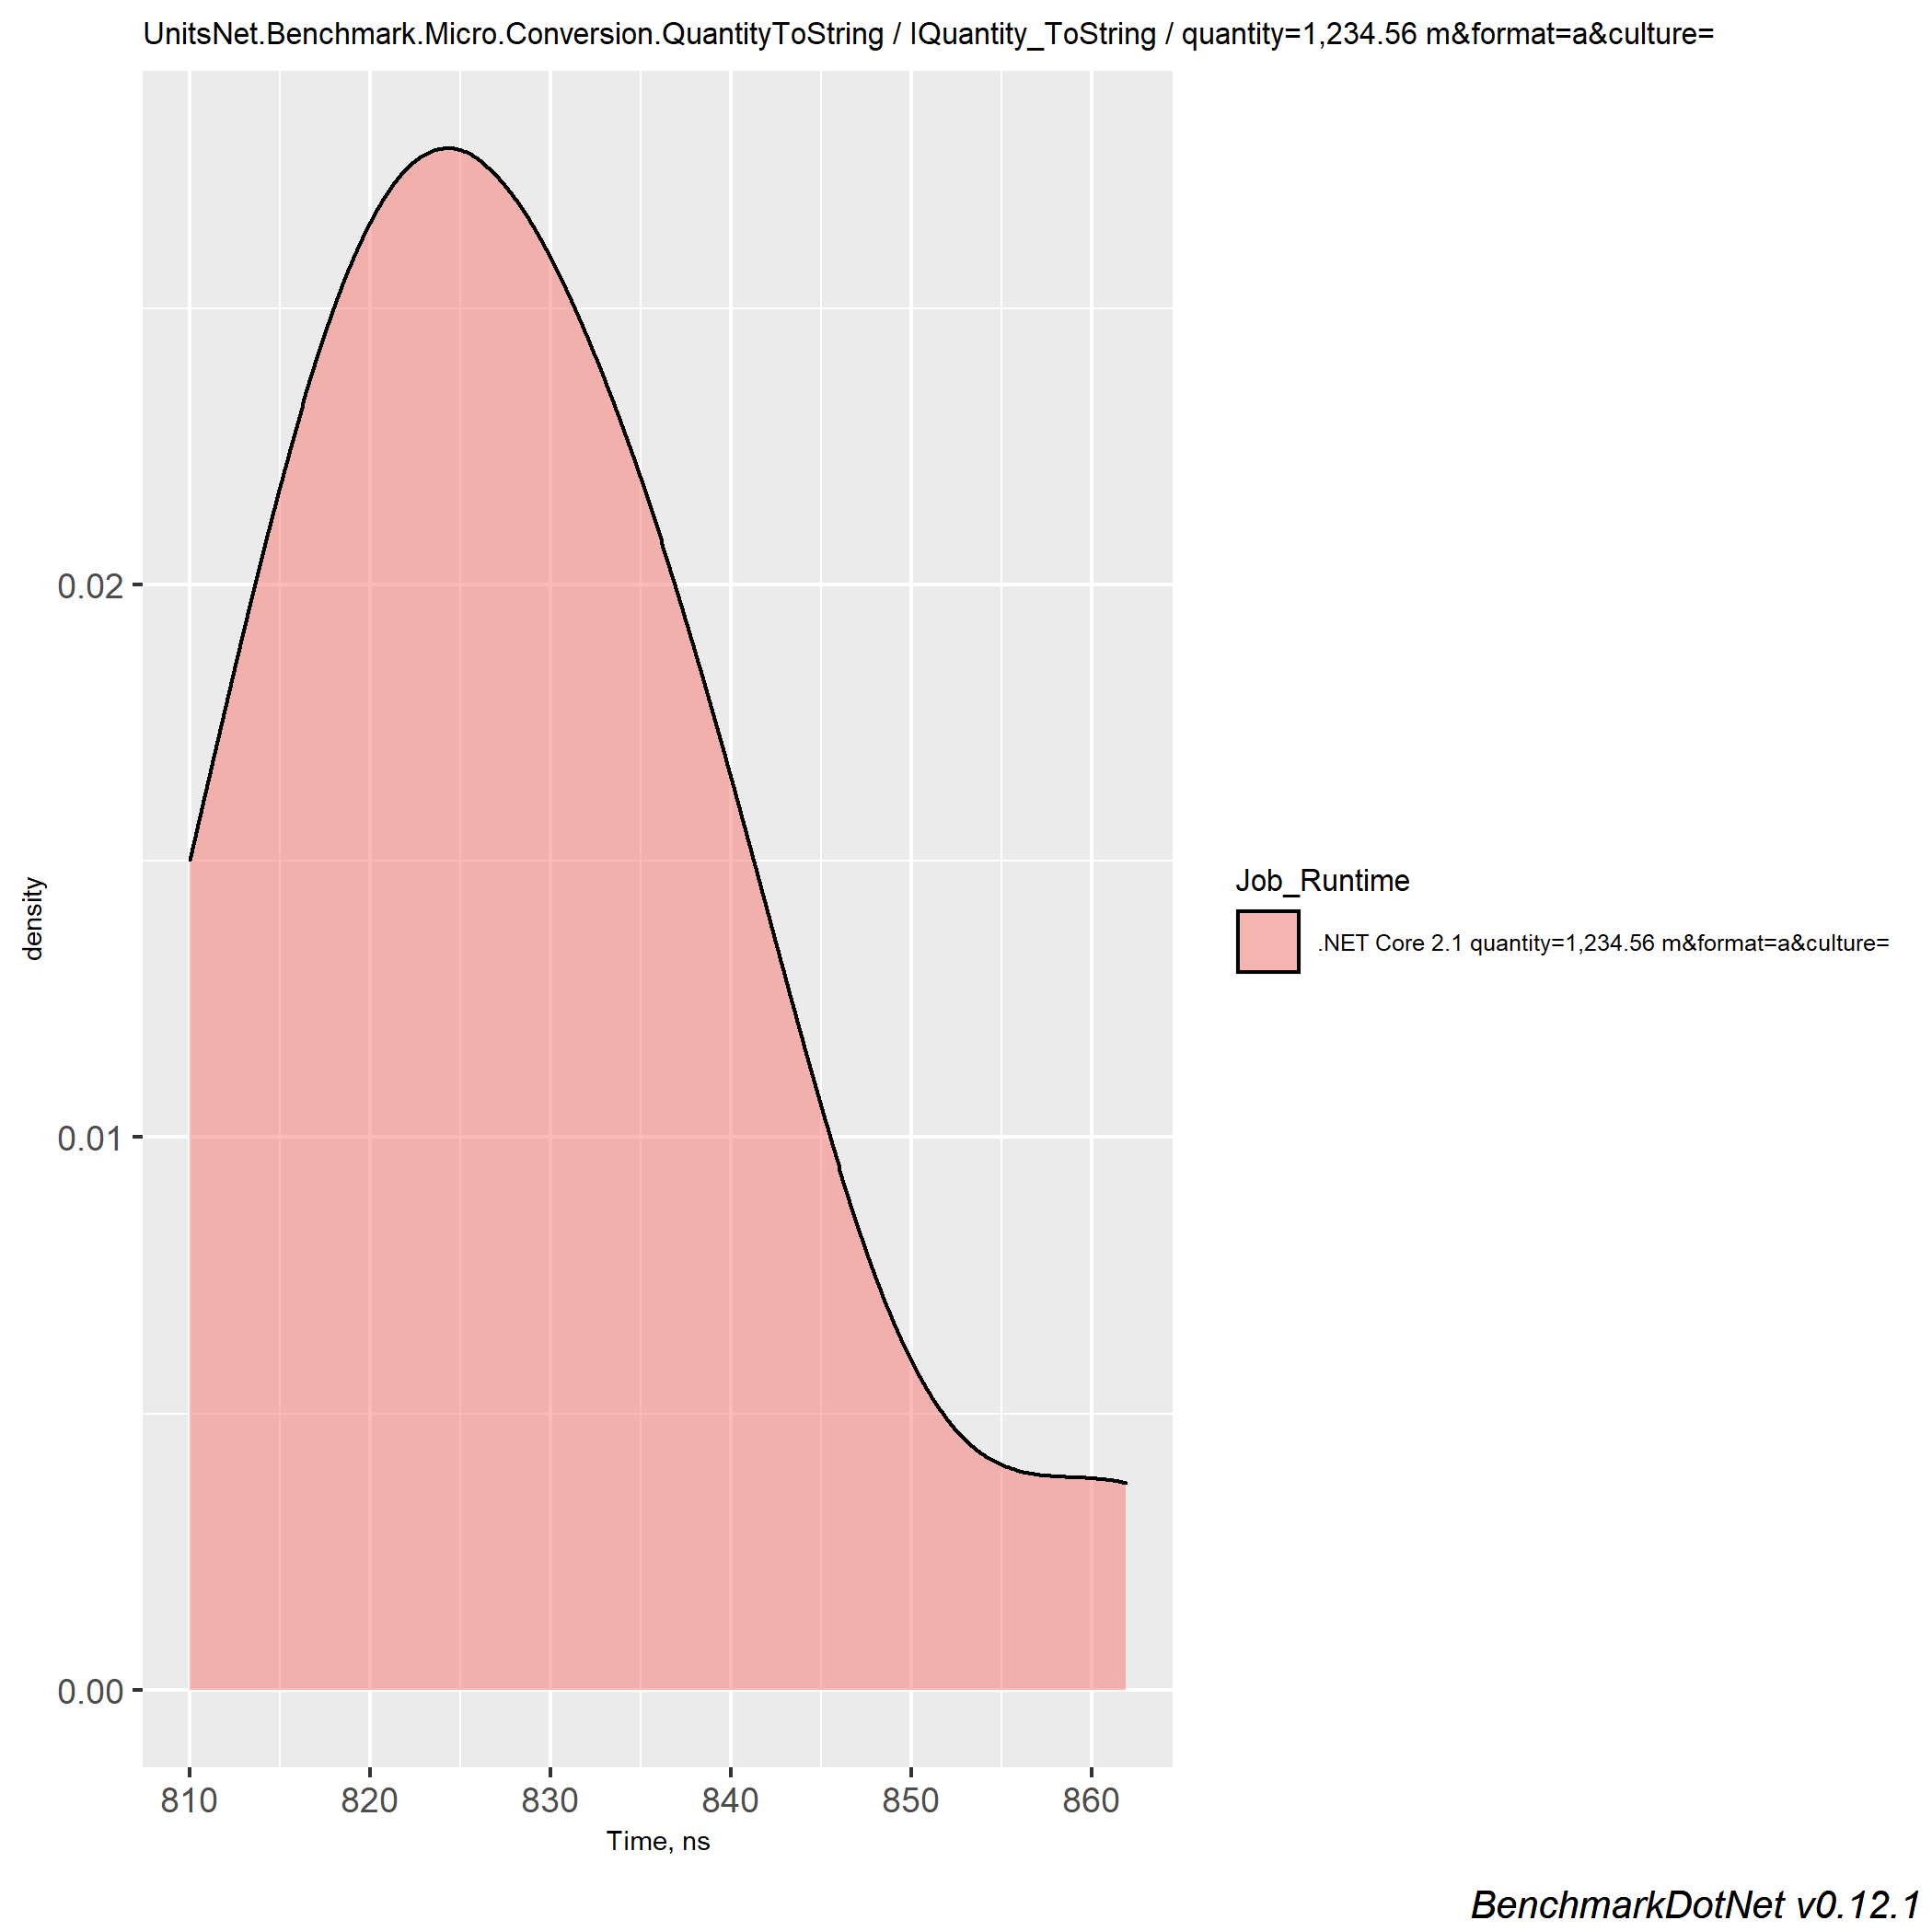 UnitsNet.Benchmark.Micro.Conversion.QuantityToString / IQuantity_ToString / quantity=1,234.56 m&format=a&culture=
density
0.02
0.01
0.00
810 820 830 840 850 860
Time, ns
Job_Runtime
.NET Core 2.1 quantity=1,234.56 m&format=a&culture=
BenchmarkDotNet v0.12.1